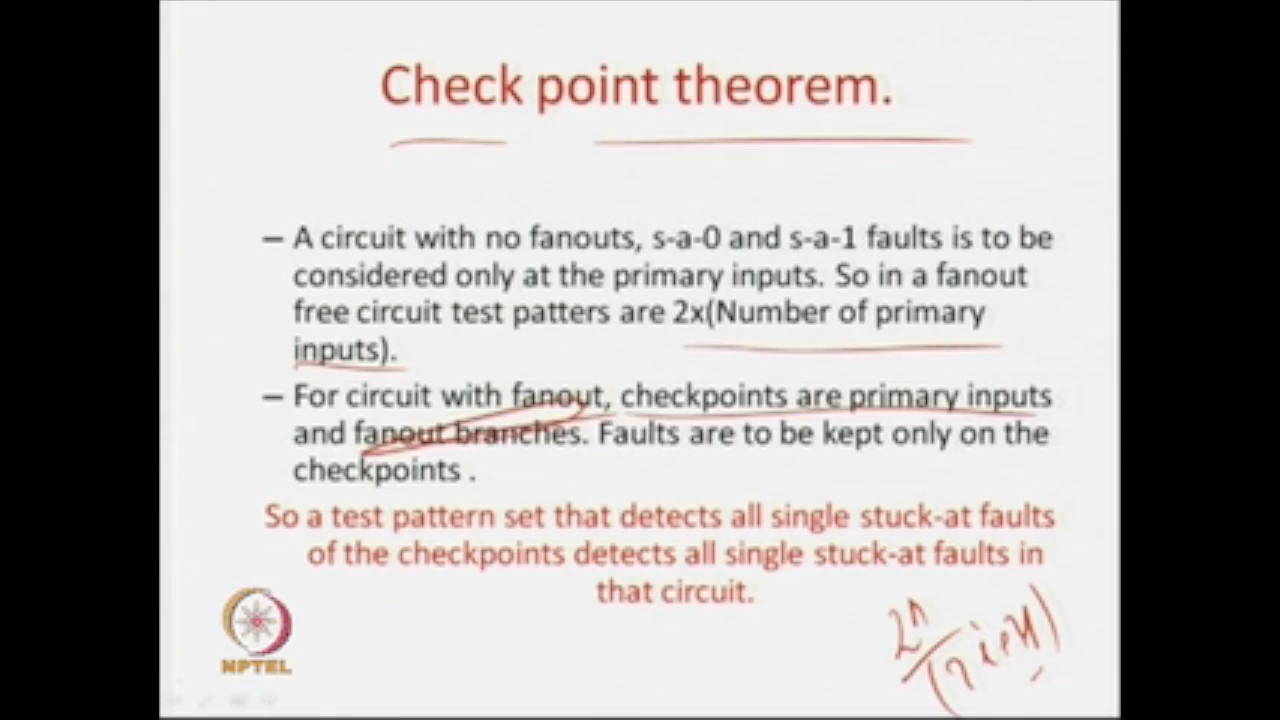 Check point theorem.
– A circuit with no fanouts, s-a-0 and s-a-1 faults is to be
considered only at the primary inputs. So in a fanout
free circuit test patters are 2x(Number of primary
inputs).
– For circuit with fanout, checkpoints are primary inputs
and fanout branches. Faults are to be kept only on the
checkpoints .
So a test pattern set that detects all single stuck-at faults
of the checkpoints detects all single stuck-at faults in
that circuit.
NPTEL